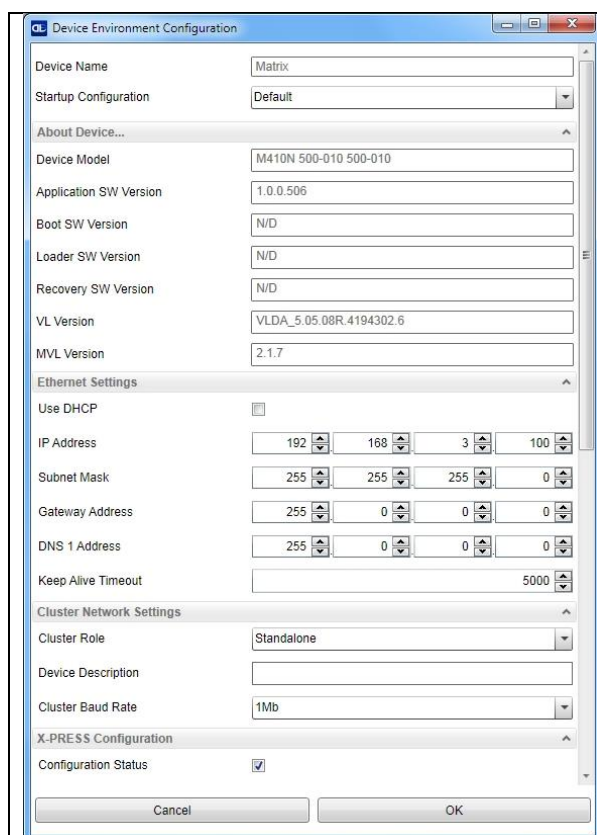 Device Environment Configuration
Device Name Matrix
Startup Configuration Default
About Device...
Device Model M410N 500-010 500-010
Application SW Version 1.0.0.506
Boot SW Version N/D
Loader SW Version N/D
Recovery SW Version N/D
VL Version VLDA_5.05.08R.4194302.6
MVL Version 2.1.7
Ethernet Settings
Use DHCP
IP Address 192 . 168 . 3 . 100
Subnet Mask 255 . 255 . 255 . 0
Gateway Address 255 . 0 . 0 . 0
DNS 1 Address 255 . 0 . 0 . 0
Keep Alive Timeout 5000
Cluster Network Settings
Cluster Role Standalone
Device Description
Cluster Baud Rate 1Mb
X-PRESS Configuration
Configuration Status
Cancel OK